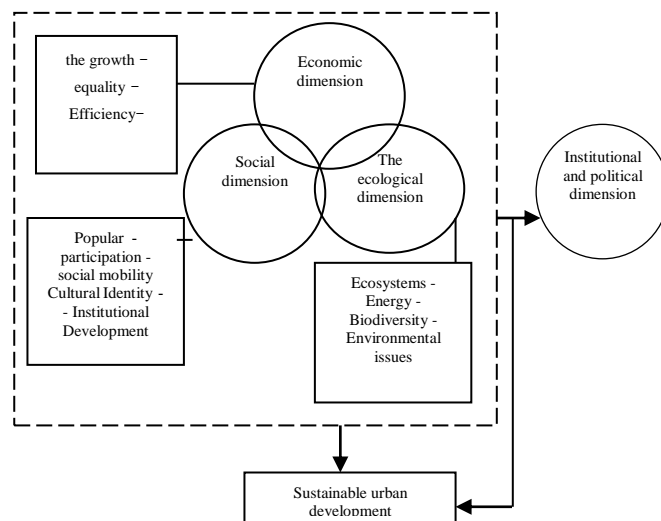 the growth –
equality –
Efficiency–
Economic
dimension
Social
dimension
The
ecological
dimension
Institutional
and political
dimension
Popular -
participation -
social mobility
Cultural Identity -
- Institutional
Development
Ecosystems -
Energy -
Biodiversity -
Environmental
issues
Sustainable urban
development